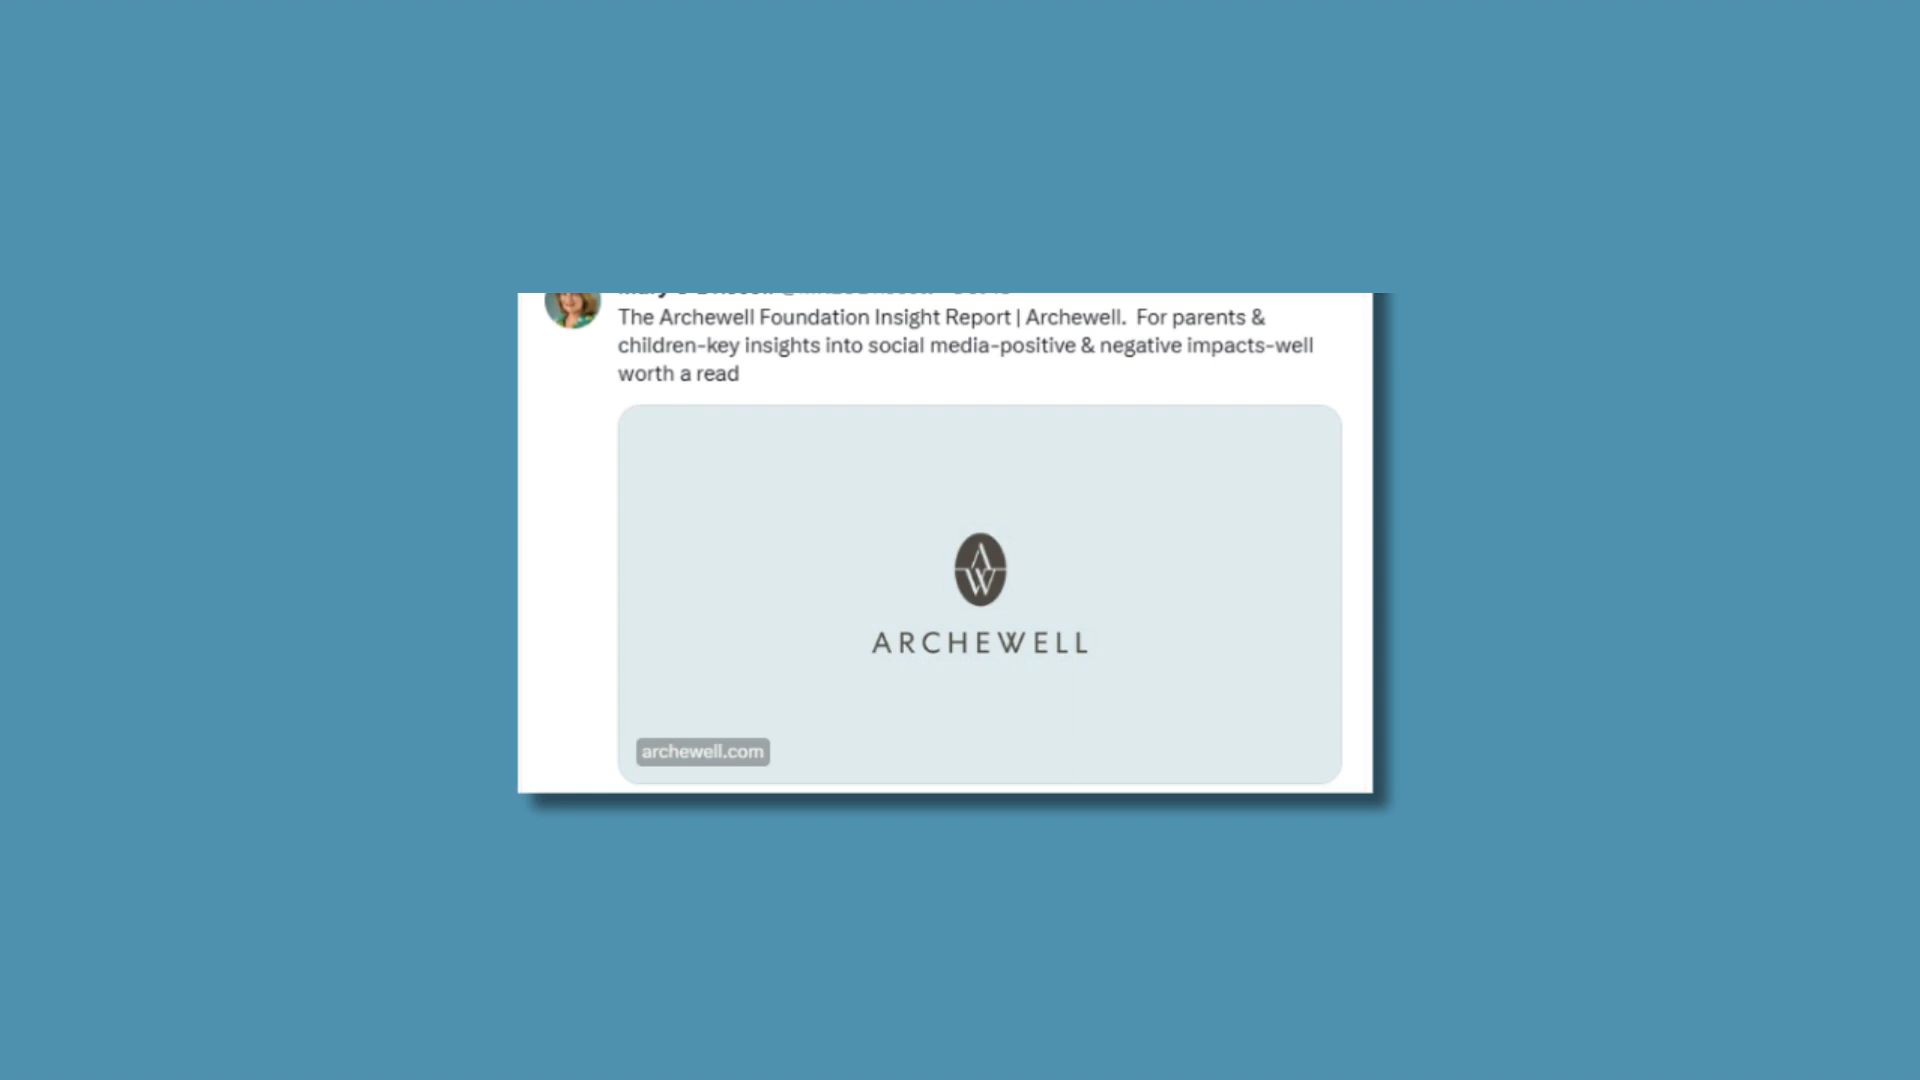 The Archewell Foundation Insight Report | Archewell. For parents &
children-key insights into social media-positive & negative impacts-well
worth a read
AW
ARCHEWELL
archewell.com